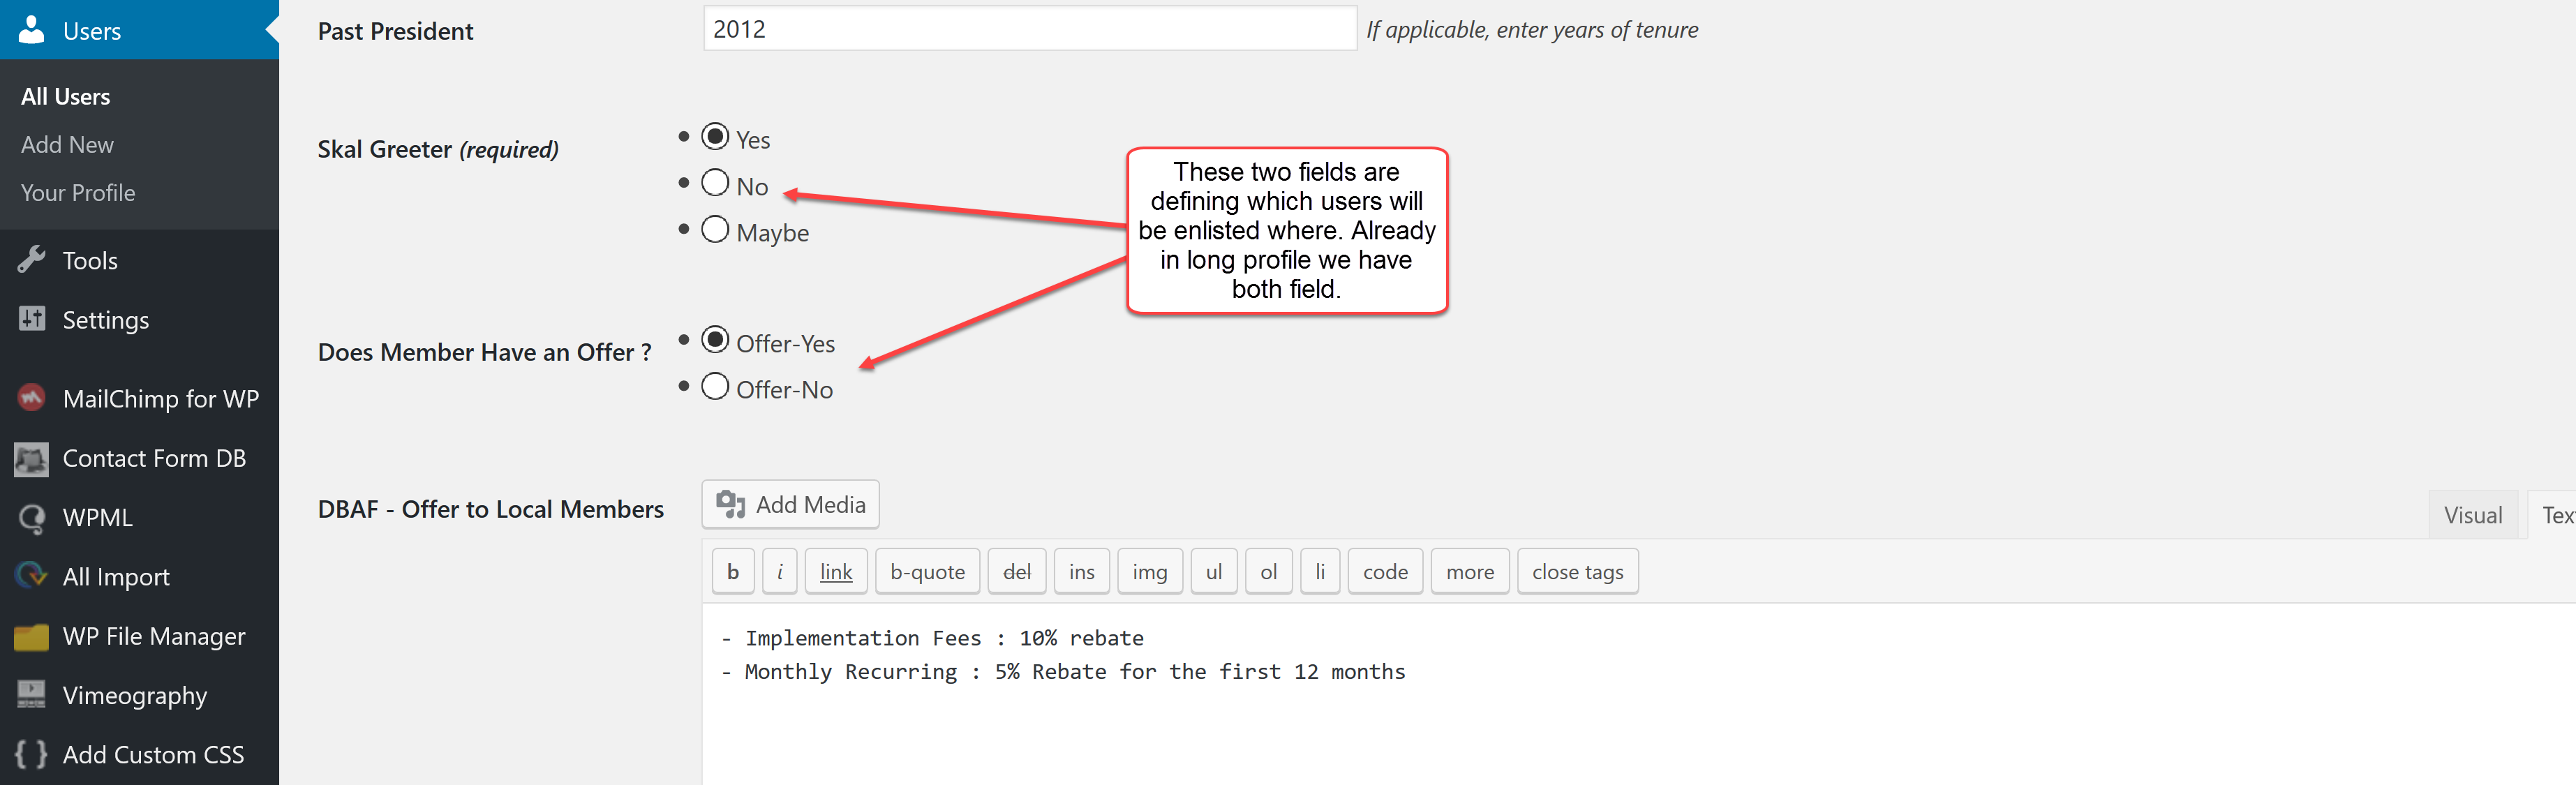 Users
All Users
Add New
Your Profile
Tools
Settings
MailChimp for WP
Contact Form DB
WPML
All Import
WP File Manager
Vimeography
Add Custom CSS
Past President
2012
If applicable, enter years of tenure
Skal Greeter (required)
Yes
No
Maybe
These two fields are
defining which users will
be enlisted where. Already
in long profile we have
both field.
Does Member Have an Offer ?
Offer-Yes
Offer-No
DBAF - Offer to Local Members
Add Media
Visual
Tex
b i link b-quote del ins img ul ol li code more close tags
- Implementation Fees : 10% rebate
- Monthly Recurring : 5% Rebate for the first 12 months